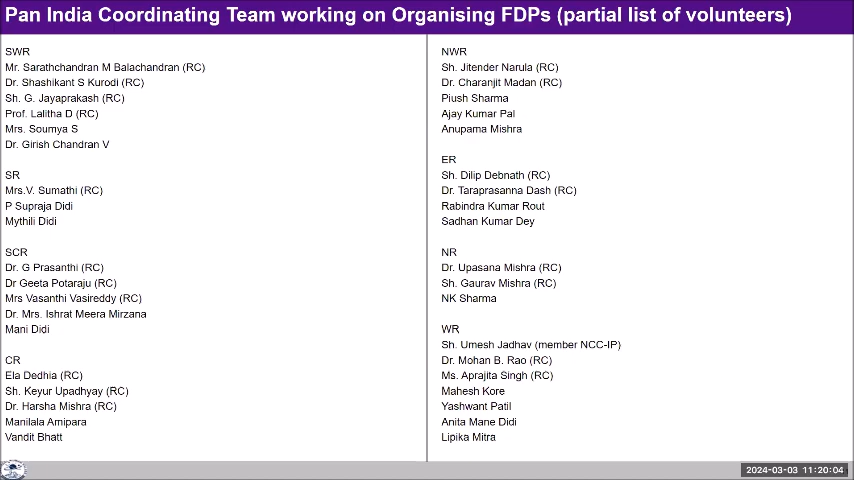 Pan India Coordinating Team working on Organising FDPs (partial list of volunteers)
SWR
Mr. Sarathchandran M Balachandran (RC)
Dr. Shashikant S Kurodi (RC)
Sh. G. Jayaprakash (RC)
Prof. Lalitha D (RC)
Mrs. Soumya S
Dr. Girish Chandran V
SR
Mrs.V. Sumathi (RC)
P Supraja Didi
Mythili Didi
SCR
Dr. G Prasanthi (RC)
Dr Geeta Potaraju (RC)
Mrs Vasanthi Vasireddy (RC)
Dr. Mrs. Ishrat Meera Mirzana
Mani Didi
CR
Ela Dedhia (RC)
Sh. Keyur Upadhyay (RC)
Dr. Harsha Mishra (RC)
Manilala Amipara
Vandit Bhatt
NWR
Sh. Jitender Narula (RC)
Dr. Charanjit Madan (RC)
Piush Sharma
Ajay Kumar Pal
Anupama Mishra
ER
Sh. Dilip Debnath (RC)
Dr. Taraprasanna Dash (RC)
Rabindra Kumar Rout
Sadhan Kumar Dey
NR
Dr. Upasana Mishra (RC)
Sh. Gaurav Mishra (RC)
NK Sharma
WR
Sh. Umesh Jadhav (member NCC-IP)
Dr. Mohan B. Rao (RC)
Ms. Aprajita Singh (RC)
Mahesh Kore
Yashwant Patil
Anita Mane Didi
Lipika Mitra
2024-03-03 11:20:04